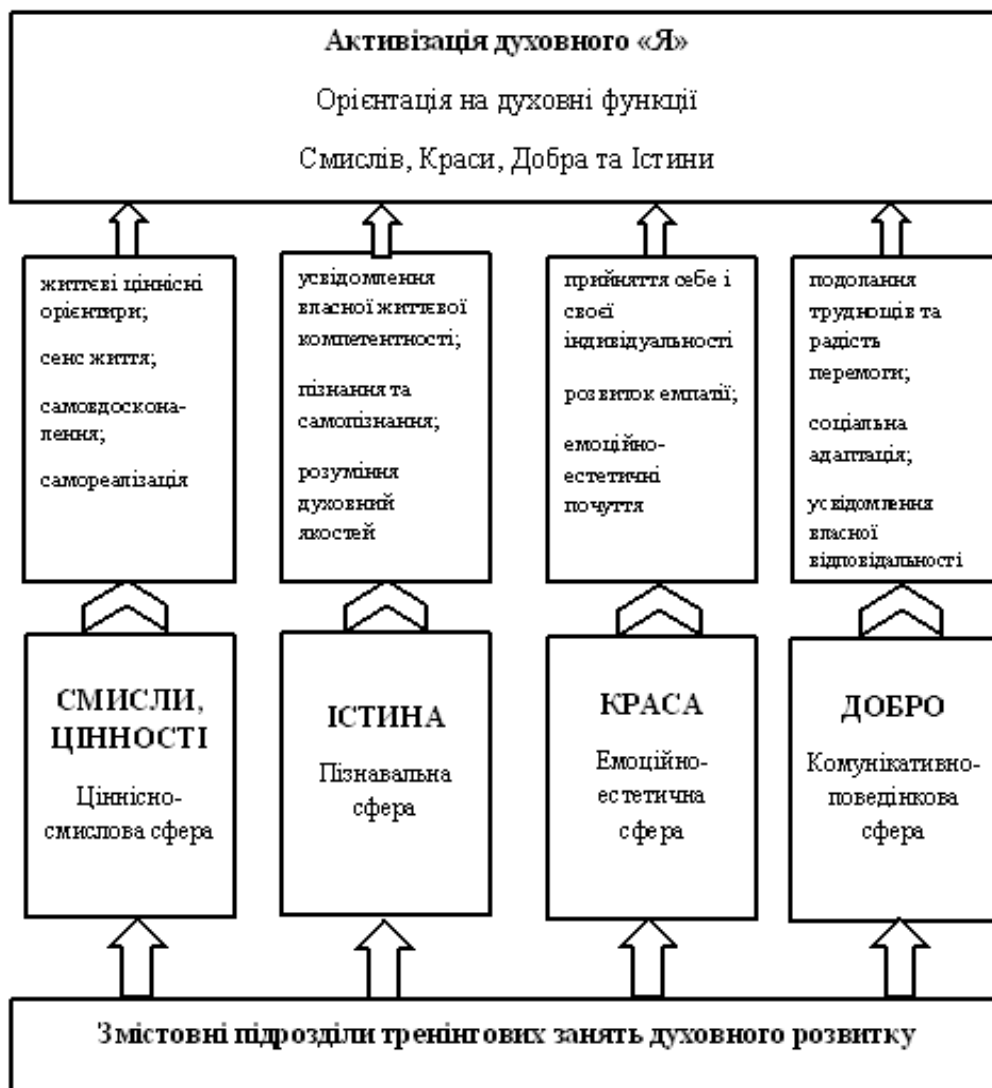 Активізація духовного «Я»
Орієнтація на духовні функції
Смислів, Краси, Добра та Істини
життєві ціннісні
орієнтири;
сенс життя;
самовдоскона-
лення;
самореалізація
усвідомлення
власної життєвої
компетентності;
пізнання та
самопізнання;
розуміння
духовний
якостей
прийняття себе і
своєї
індивидуальності
розвиток емпатії;
емоційно-
естетичні
почуття
подолання
труднощів та
радість
перемоги;
соціальна
адаптація;
усвідомлення
власної
відповідальності
СМИСЛИ,
ЦІННОСТІ
Ціннісно-
смислова сфера
ІСТИНА
Пізнавальна
сфера
КРАСА
Емоційно-
естетична
сфера
ДОБРО
Комунікативно-
поведінкова
сфера
Змістовні підрозділи тренінгових занять духовного розвитку